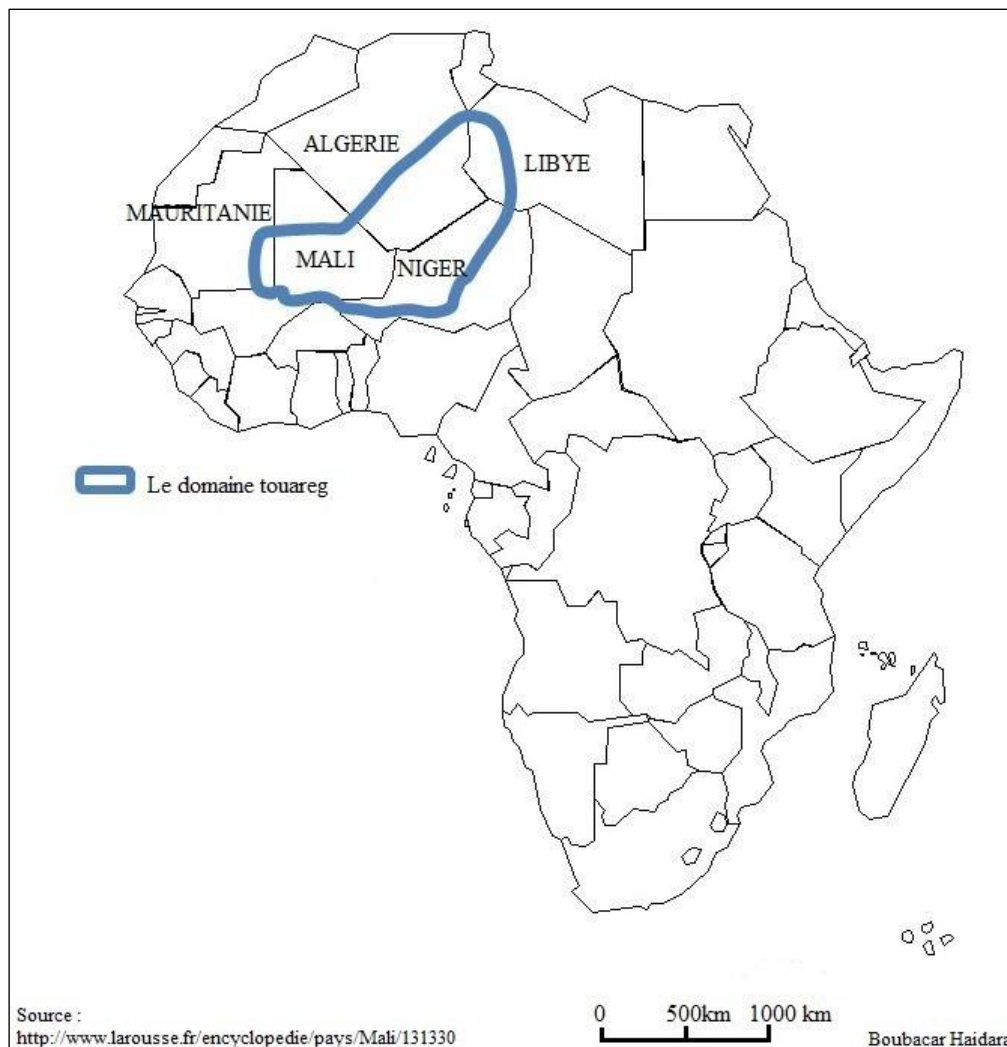 ALGERIE
LIBYE
MAURITANIE
MALI
NIGER
Le domaine touareg
Source :
http://www.larousse.fr/encyclopedie/pays/Mali/131330
0 500km 1000 km
Boubacar Haidara